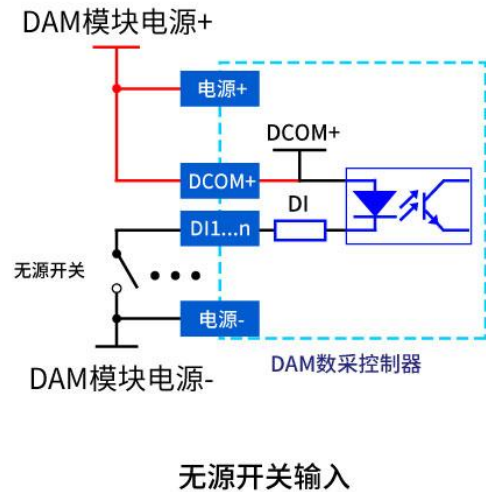 DAM模块电源+
电源+
DCOM+
DCOM+
DI
DI1...n
无源开关
电源-
DAM模块电源-
DAM数采控制器
无源开关输入